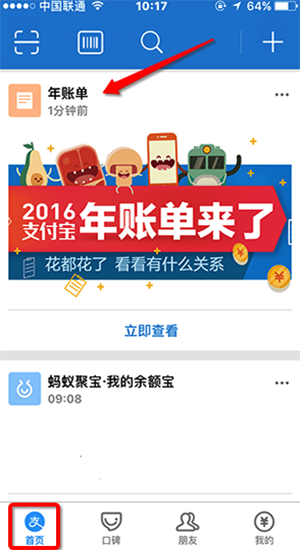 中国联通
10:17
64%
年账单
1分钟前
2016
支付宝
年账单来了
花都花了 看看有什么关系
立即查看
蚂蚁聚宝·我的余额宝
09:08
支
首页
口碑
朋友
我的